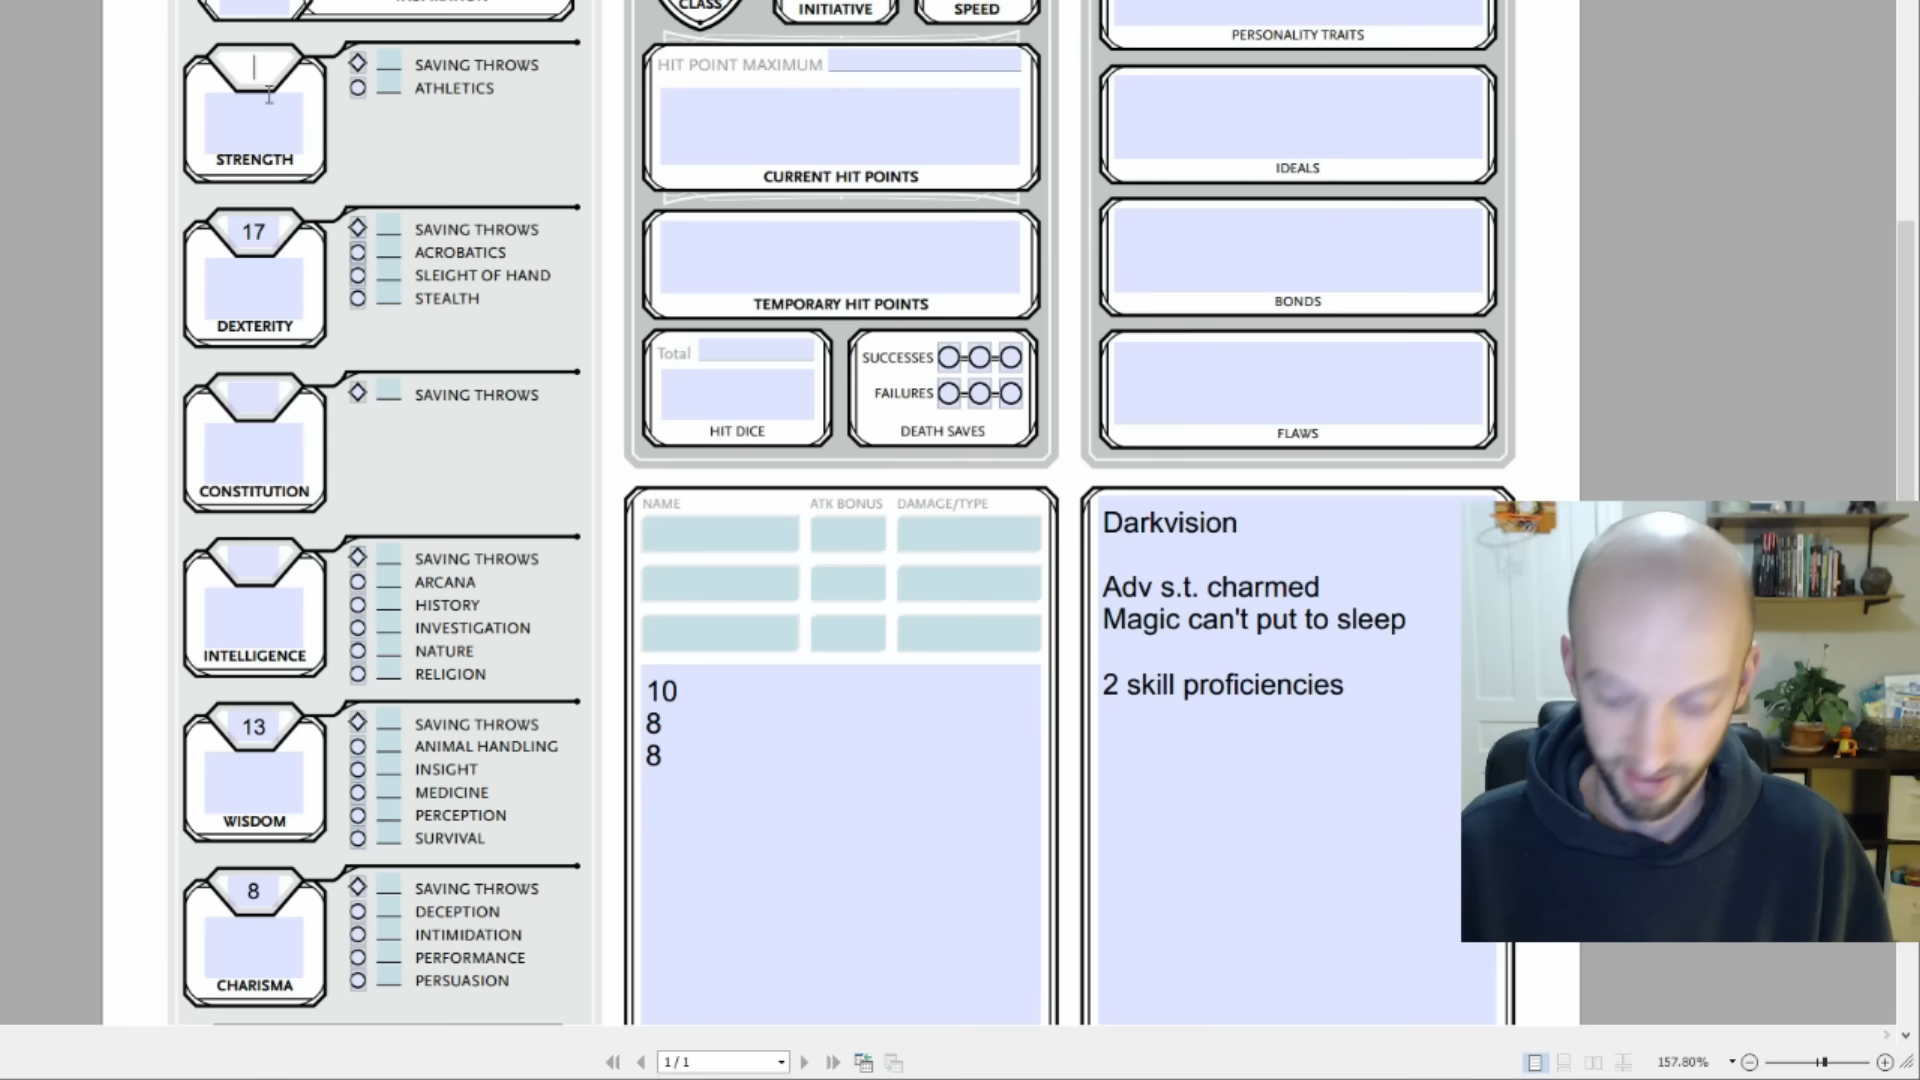 CLASS
INITIATIVE
SPEED
PERSONALITY TRAITS
SAVING THROWS
ATHLETICS
STRENGTH
HIT POINT MAXIMUM
CURRENT HIT POINTS
IDEALS
17
SAVING THROWS
ACROBATICS
SLEIGHT OF HAND
STEALTH
DEXTERITY
TEMPORARY HIT POINTS
BONDS
SAVING THROWS
CONSTITUTION
Total
HIT DICE
SUCCESSES
FAILURES
DEATH SAVES
FLAWS
SAVING THROWS
ARCANA
HISTORY
INVESTIGATION
NATURE
RELIGION
INTELLIGENCE
13
SAVING THROWS
ANIMAL HANDLING
INSIGHT
MEDICINE
PERCEPTION
SURVIVAL
WISDOM
8
SAVING THROWS
DECEPTION
INTIMIDATION
PERFORMANCE
PERSUASION
CHARISMA
NAME ATK BONUS DAMAGE/TYPE
10
8
8
Darkvision
Adv s.t. charmed
Magic can't put to sleep
2 skill proficiencies
1 / 1
157.80%